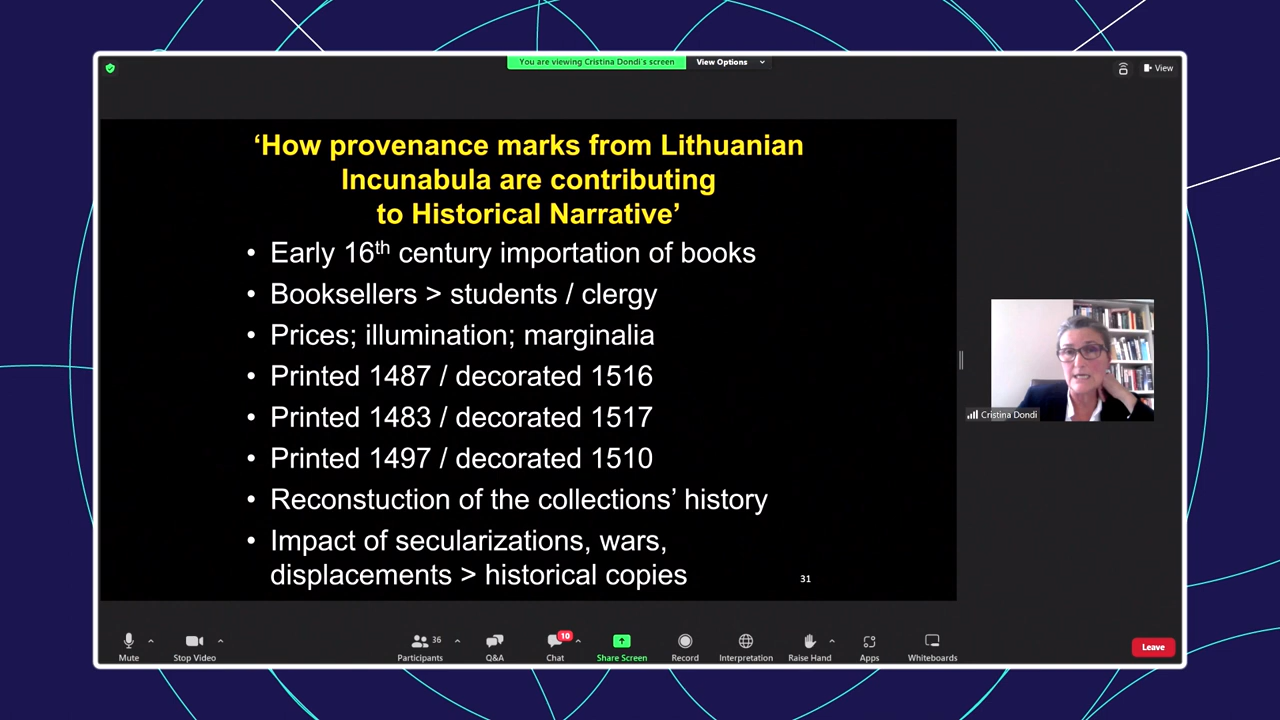 You are viewing Cristina Dondi's screen
View Options
View
‘How provenance marks from Lithuanian
Incunabula are contributing
to Historical Narrative’
• Early 16th century importation of books
• Booksellers > students / clergy
• Prices; illumination; marginalia
• Printed 1487 / decorated 1516
• Printed 1483 / decorated 1517
• Printed 1497 / decorated 1510
• Reconstuction of the collections’ history
• Impact of secularizations, wars,
displacements > historical copies
31
Cristina Dondi
Mute
Stop Video
36
Participants
Q&A
10
Chat
Share Screen
Record
Interpretation
Raise Hand
Apps
Whiteboards
Leave